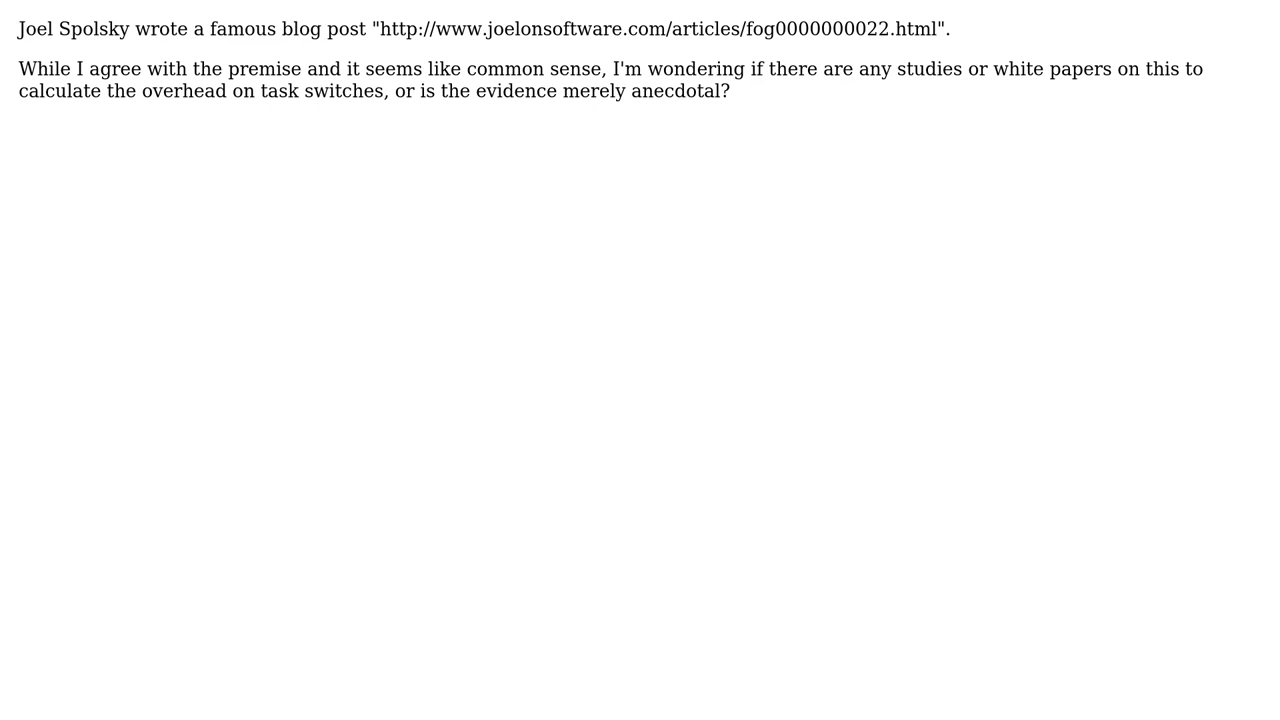 Joel Spolsky wrote a famous blog post "http://www.joelonsoftware.com/articles/fog0000000022.html".
While I agree with the premise and it seems like common sense, I'm wondering if there are any studies or white papers on this to
calculate the overhead on task switches, or is the evidence merely anecdotal?